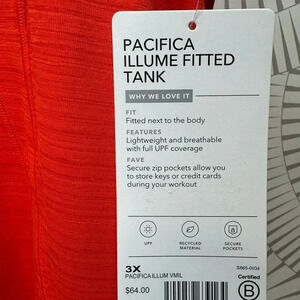 PACIFICA
ILLUME FITTED
TANK
WHY WE LOVE IT
FIT
Fitted next to the body
FEATURES
Lightweight and breathable
with full UPF coverage
FAVE
Secure zip pockets allow you
to store keys or credit cards
during your workout
UPF
RECYCLED
MATERIAL
SECURE
POCKETS
3X
S865-0034
PACIFICA ILLUM VMIL
$64.00
Certified
B